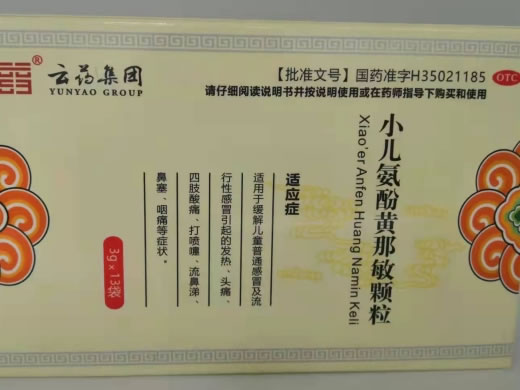 云药集团
YUNYAO GROUP
【批准文号】国药准字H35021185
OTC
请仔细阅读说明书并按说明使用或在药师指导下购买和使用
小儿氨酚黄那敏颗粒
Xiao'er Anfen Huang Namin Keli
适应症
适用于缓解儿童普通感冒及流
行性感冒引起的发热、头痛、
四肢酸痛、打喷嚏、流鼻涕、
鼻塞、咽痛等症状。
3g×13袋